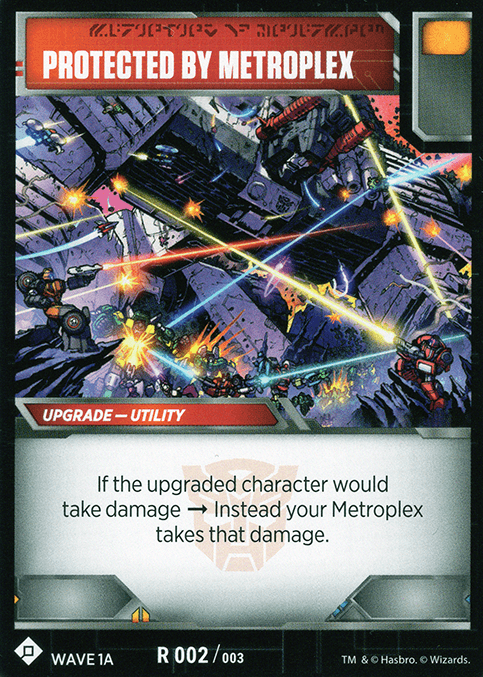 PROTECTED BY METROPLEX
UPGRADE — UTILITY
If the upgraded character would
take damage → Instead your Metroplex
takes that damage.
WAVE 1A
R 002/003
TM & © Hasbro. © Wizards.